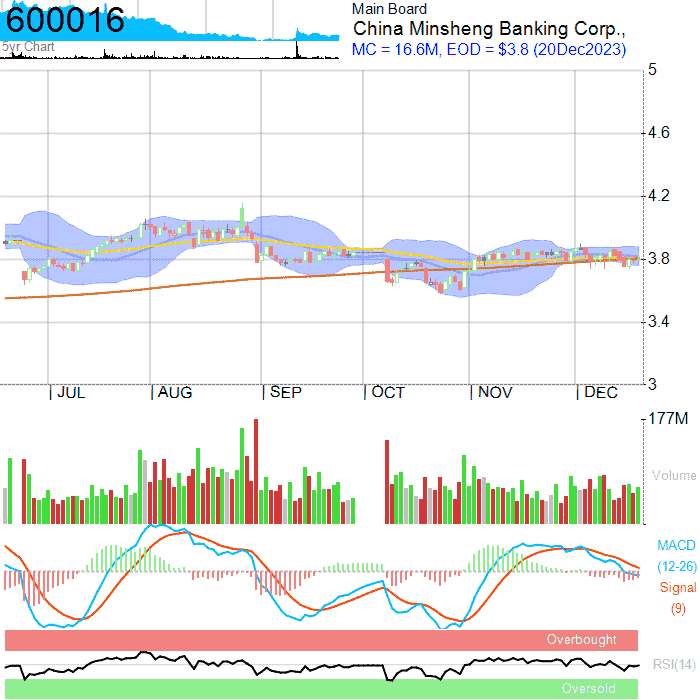 600016
Main Board
China Minsheng Banking Corp.,
5yr Chart
MC = 16.6M, EOD = $3.8 (20Dec2023)
5
4.6
4.2
3.8
3.4
3
JUL
AUG
SEP
OCT
NOV
DEC
177M
Volume
MACD
(12-26)
Signal
(9)
Overbought
RSI(14)
Oversold